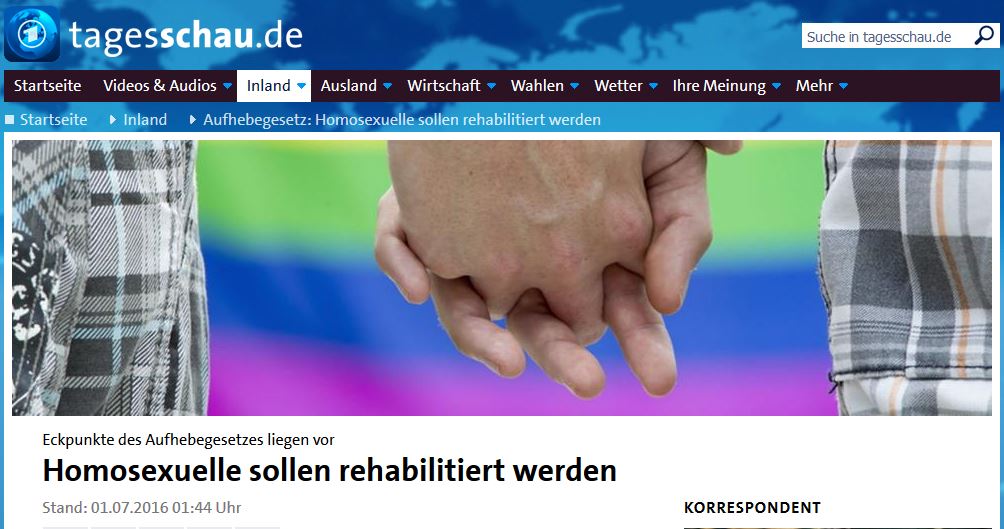 tagesschau.de
Suche in tagesschau.de
Startseite Videos & Audios Inland Ausland Wirtschaft Wahlen Wetter Ihre Meinung Mehr
Startseite Inland Aufhebegesetz: Homosexuelle sollen rehabilitiert werden
Eckpunkte des Aufhebegesetzes liegen vor
Homosexuelle sollen rehabilitiert werden
Stand: 01.07.2016 01:44 Uhr
KORRESPONDENT